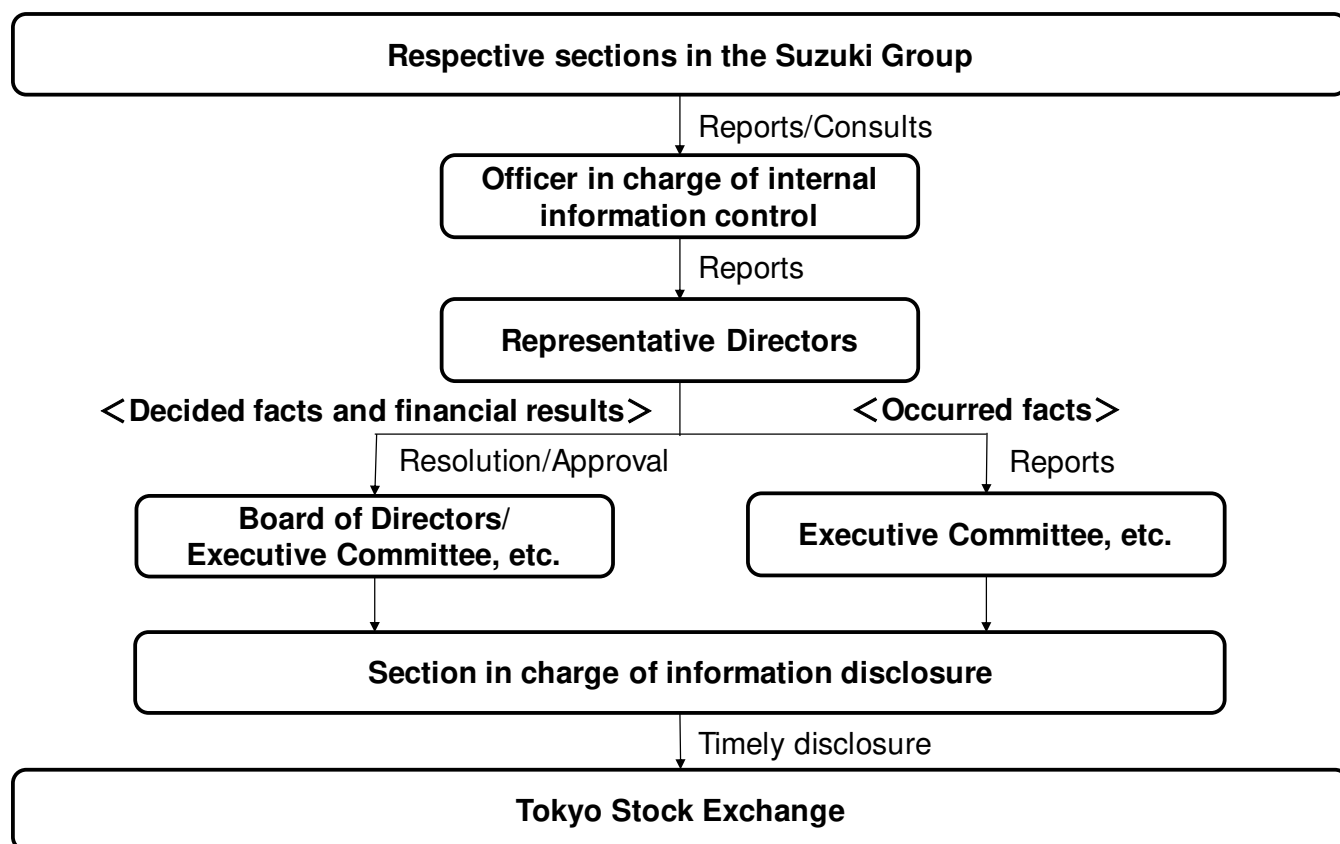 Respective sections in the Suzuki Group
Reports/Consults
Officer in charge of internal
information control
Reports
Representative Directors
＜Decided facts and financial results＞
＜Occurred facts＞
Resolution/Approval
Reports
Board of Directors/
Executive Committee, etc.
Executive Committee, etc.
Section in charge of information disclosure
Timely disclosure
Tokyo Stock Exchange